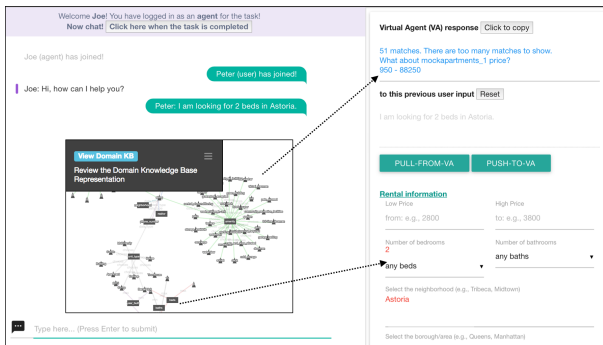 Welcome Joe! You have logged in as an agent for the task!
Now chat! Click here when the task is completed
Joe (agent) has joined!
Peter (user) has joined!
Joe: Hi, how can I help you?
Peter: I am looking for 2 beds in Astoria.
View Domain KB
Review the Domain Knowledge Base
Representation
Type here... (Press Enter to submit)
Virtual Agent (VA) response Click to copy
51 matches. There are too many matches to show.
What about mockapartments_1 price?
950 - 88250
to this previous user input Reset
I am looking for 2 beds in Astoria.
PULL-FROM-VA PUSH-TO-VA
Rental information
Low Price High Price
from: e.g., 2800 to: e.g., 3800
Number of bedrooms Number of bathrooms
2
any beds any baths
Select the neighborhood (e.g., Tribeca, Midtown)
Astoria
Select the borough/area (e.g., Queens, Manhattan)